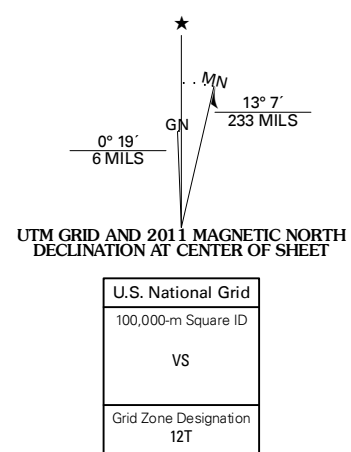 ★
MN
13° 7´
233 MILS
GN
0° 19´
6 MILS
UTM GRID AND 2011 MAGNETIC NORTH
DECLINATION AT CENTER OF SHEET
U.S. National Grid
100,000-m Square ID
VS
Grid Zone Designation
12T